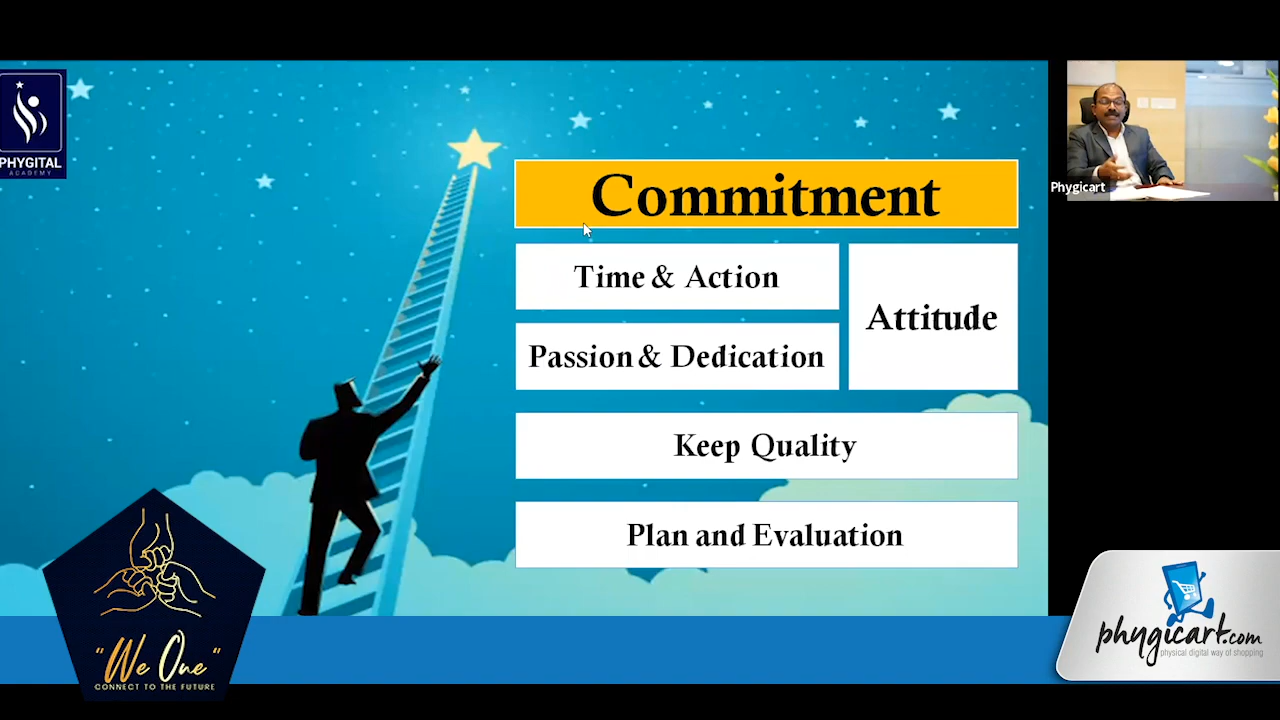 PHYGITAL
ACADEMY
Commitment
Time & Action
Attitude
Passion & Dedication
Keep Quality
Plan and Evaluation
Phygicart
"We One"
CONNECT TO THE FUTURE
phygicart.com
physical digital way of shopping